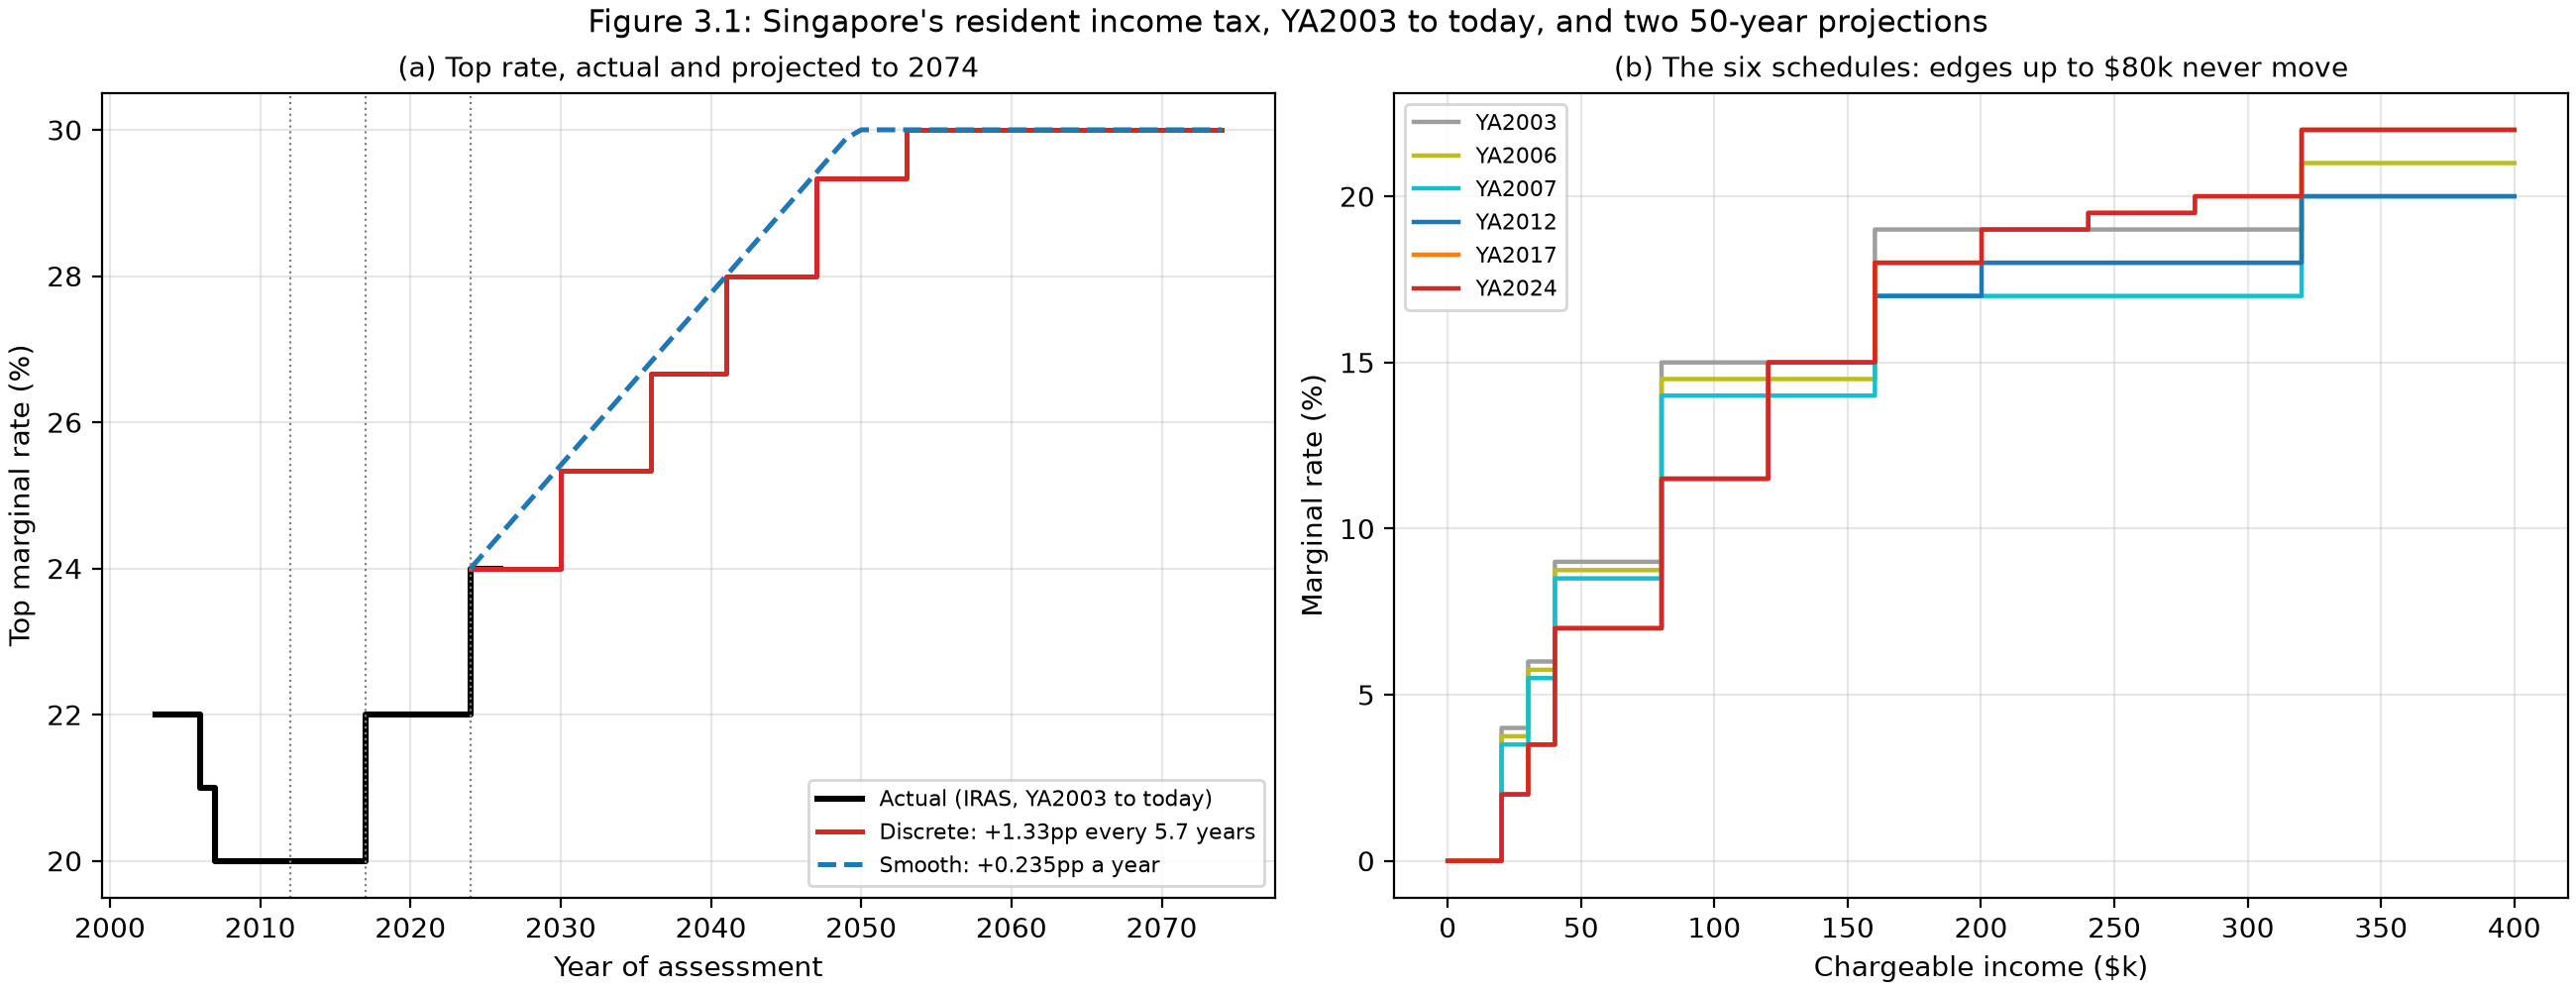 Figure 3.1: Singapore's resident income tax, YA2003 to today, and two 50-year projections
(a) Top rate, actual and projected to 2074
Top marginal rate (%)
30
28
26
24
22
20
2000 2010 2020 2030 2040 2050 2060 2070
Year of assessment
Actual (IRAS, YA2003 to today)
Discrete: +1.33pp every 5.7 years
Smooth: +0.235pp a year
(b) The six schedules: edges up to $80k never move
Marginal rate (%)
20
15
10
5
0
0 50 100 150 200 250 300 350 400
Chargeable income ($k)
YA2003
YA2006
YA2007
YA2012
YA2017
YA2024